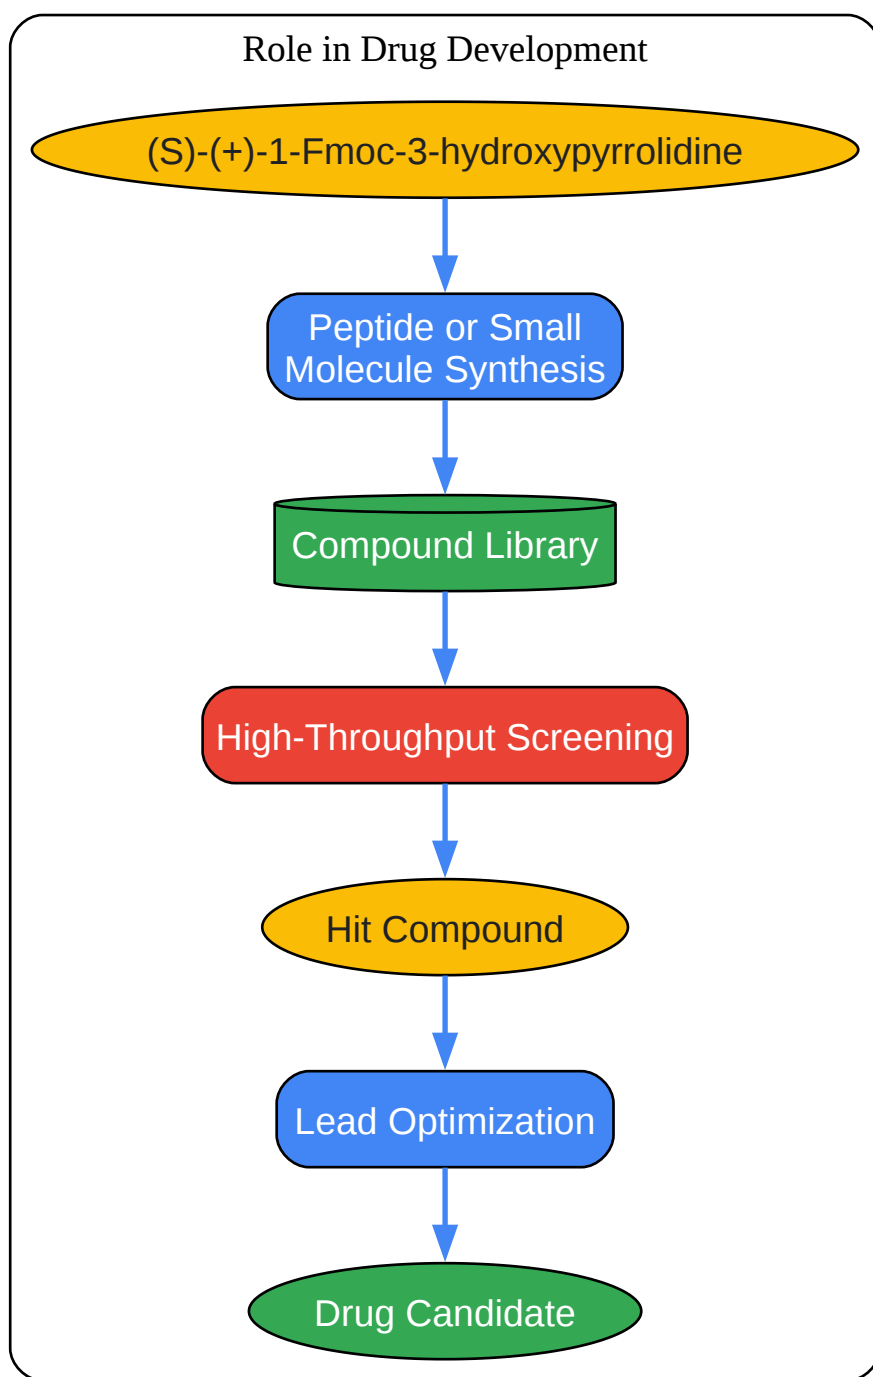 Role in Drug Development
(S)-(+)-1-Fmoc-3-hydroxypyrrolidine
Peptide or Small
Molecule Synthesis
Compound Library
High-Throughput Screening
Hit Compound
Lead Optimization
Drug Candidate